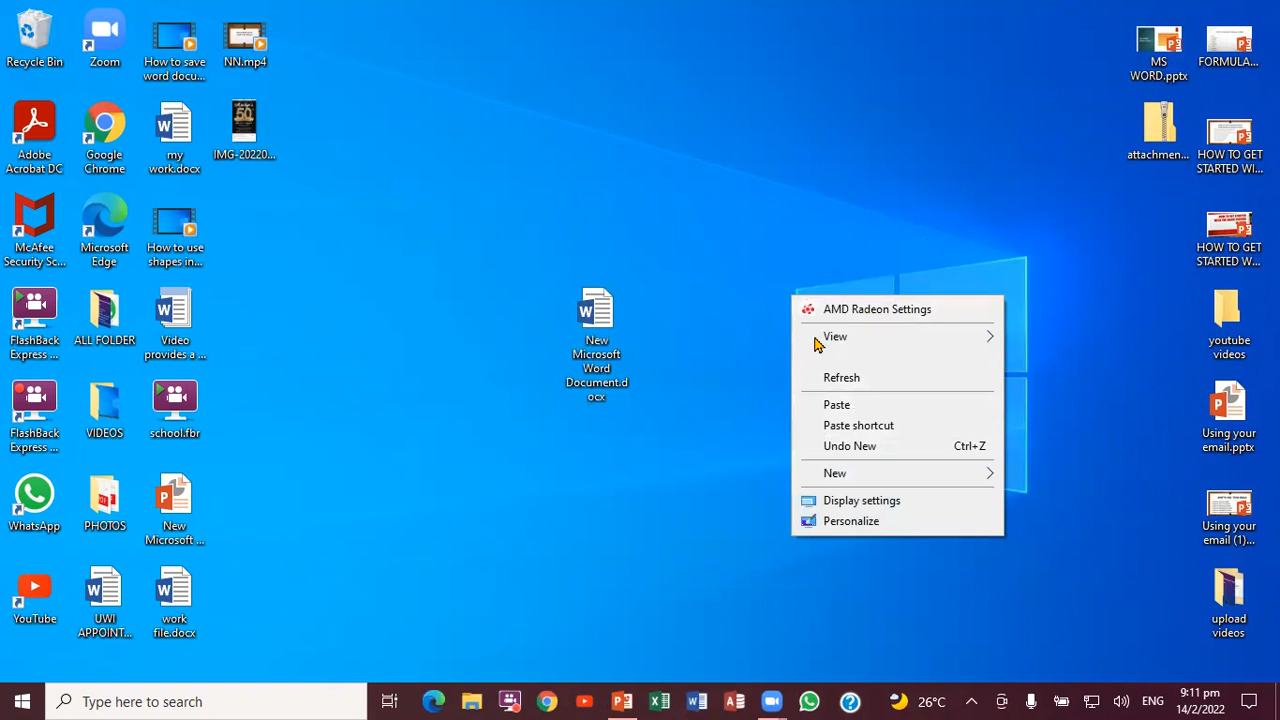 Recycle Bin
Zoom
How to save
word docu...
NN.mp4
Adobe
Acrobat DC
Google
Chrome
my
work.docx
50
IMG-20220...
McAfee
Security Sc...
Microsoft
Edge
How to use
shapes in...
FlashBack
Express ...
ALL FOLDER
Video
provides a ...
FlashBack
Express ...
VIDEOS
school.fbr
WhatsApp
PHOTOS
New
Microsoft ...
YouTube
UWI
APPOINT...
work
file.docx
New
Microsoft
Word
Document.d
ocx
AMD Radeon Settings
View
Refresh
Paste
Paste shortcut
Undo New Ctrl+Z
New
Display settings
Personalize
MS
WORD.pptx
FORMULA...
attachmen...
HOW TO GET
STARTED WI...
HOW TO GET
STARTED W...
youtube
videos
Using your
email.pptx
Using your
email (1)...
upload
videos
Type here to search
26°C
ENG
9:11 pm
14/2/2022